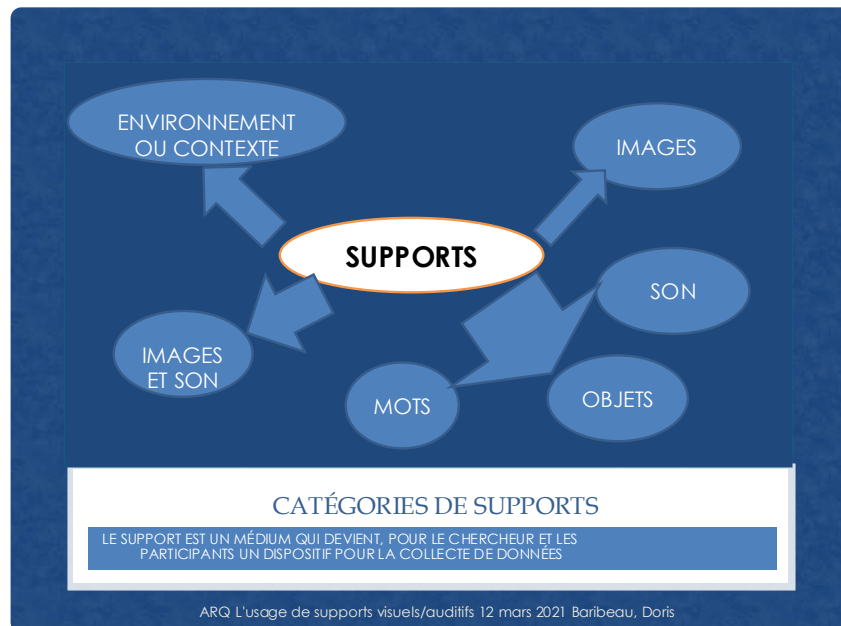 ENVIRONNEMENT
OU CONTEXTE
IMAGES
SUPPORTS
SON
IMAGES
ET SON
MOTS
OBJETS
CATÉGORIES DE SUPPORTS
LE SUPPORT EST UN MÉDIUM QUI DEVIENT, POUR LE CHERCHEUR ET LES
PARTICIPANTS UN DISPOSITIF POUR LA COLLECTE DE DONNÉES
ARQ L'usage de supports visuels/auditifs 12 mars 2021 Baribeau, Doris